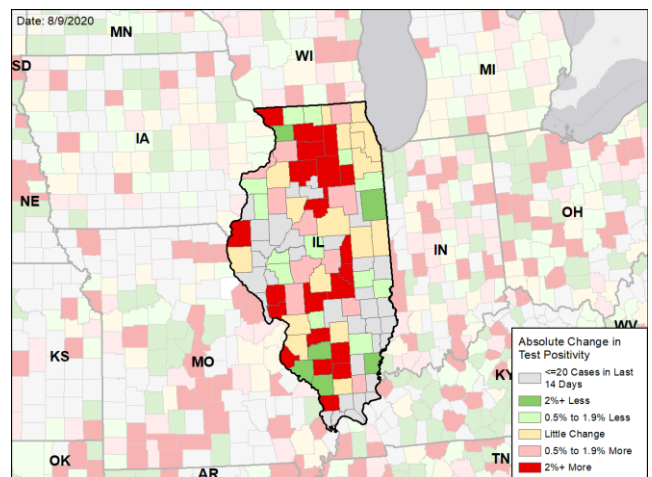 Date: 8/9/2020
MN
WI
SD
MI
IA
NE
OH
IL
IN
WV
KS
MO
KY
OK
AR
TN
Absolute Change in
Test Positivity
<=20 Cases in Last
14 Days
2%+ Less
0.5% to 1.9% Less
Little Change
0.5% to 1.9% More
2%+ More